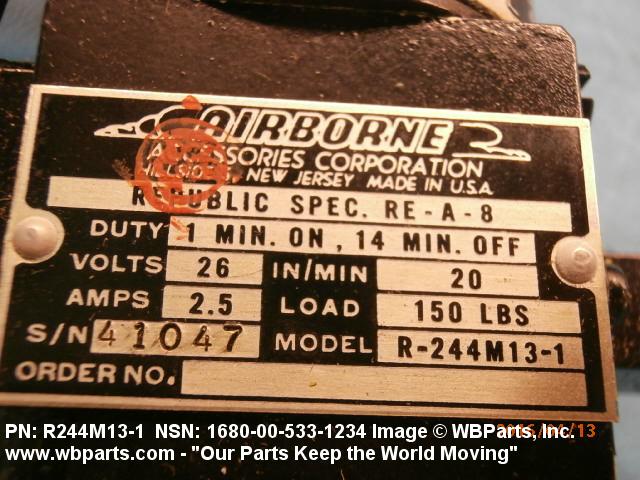 AIRBORNE
ACCESSORIES CORPORATION
HILLSIDE 5, NEW JERSEY MADE IN U.S.A.
REPUBLIC SPEC. RE-A-8
DUTY 1 MIN. ON, 14 MIN. OFF
VOLTS 26 IN/MIN 20
AMPS 2.5 LOAD 150 LBS
S/N 41047 MODEL R-244M13-1
ORDER NO.
PN: R244M13-1 NSN: 1680-00-533-1234 Image © WBParts, Inc.
www.wbparts.com - "Our Parts Keep the World Moving"